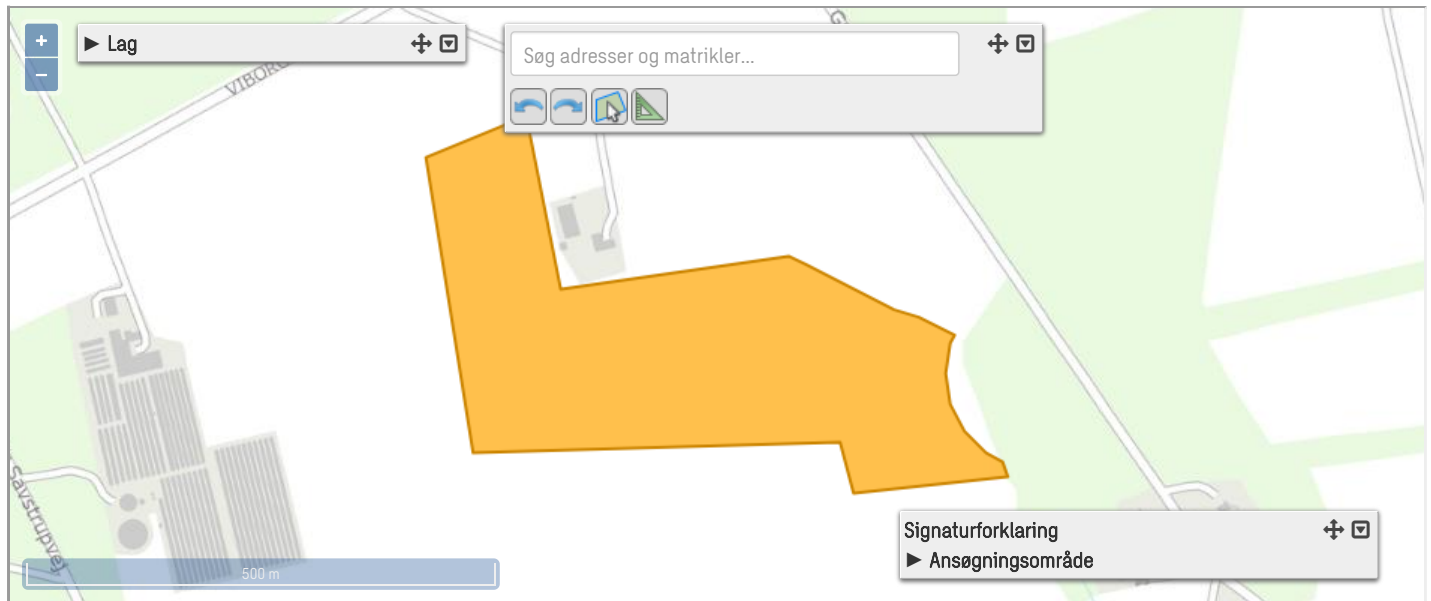 +
−
Lag
Søg adresser og matrikler...
VIBORG
Savstrupvej
500 m
Signaturforklaring
Ansøgningsområde